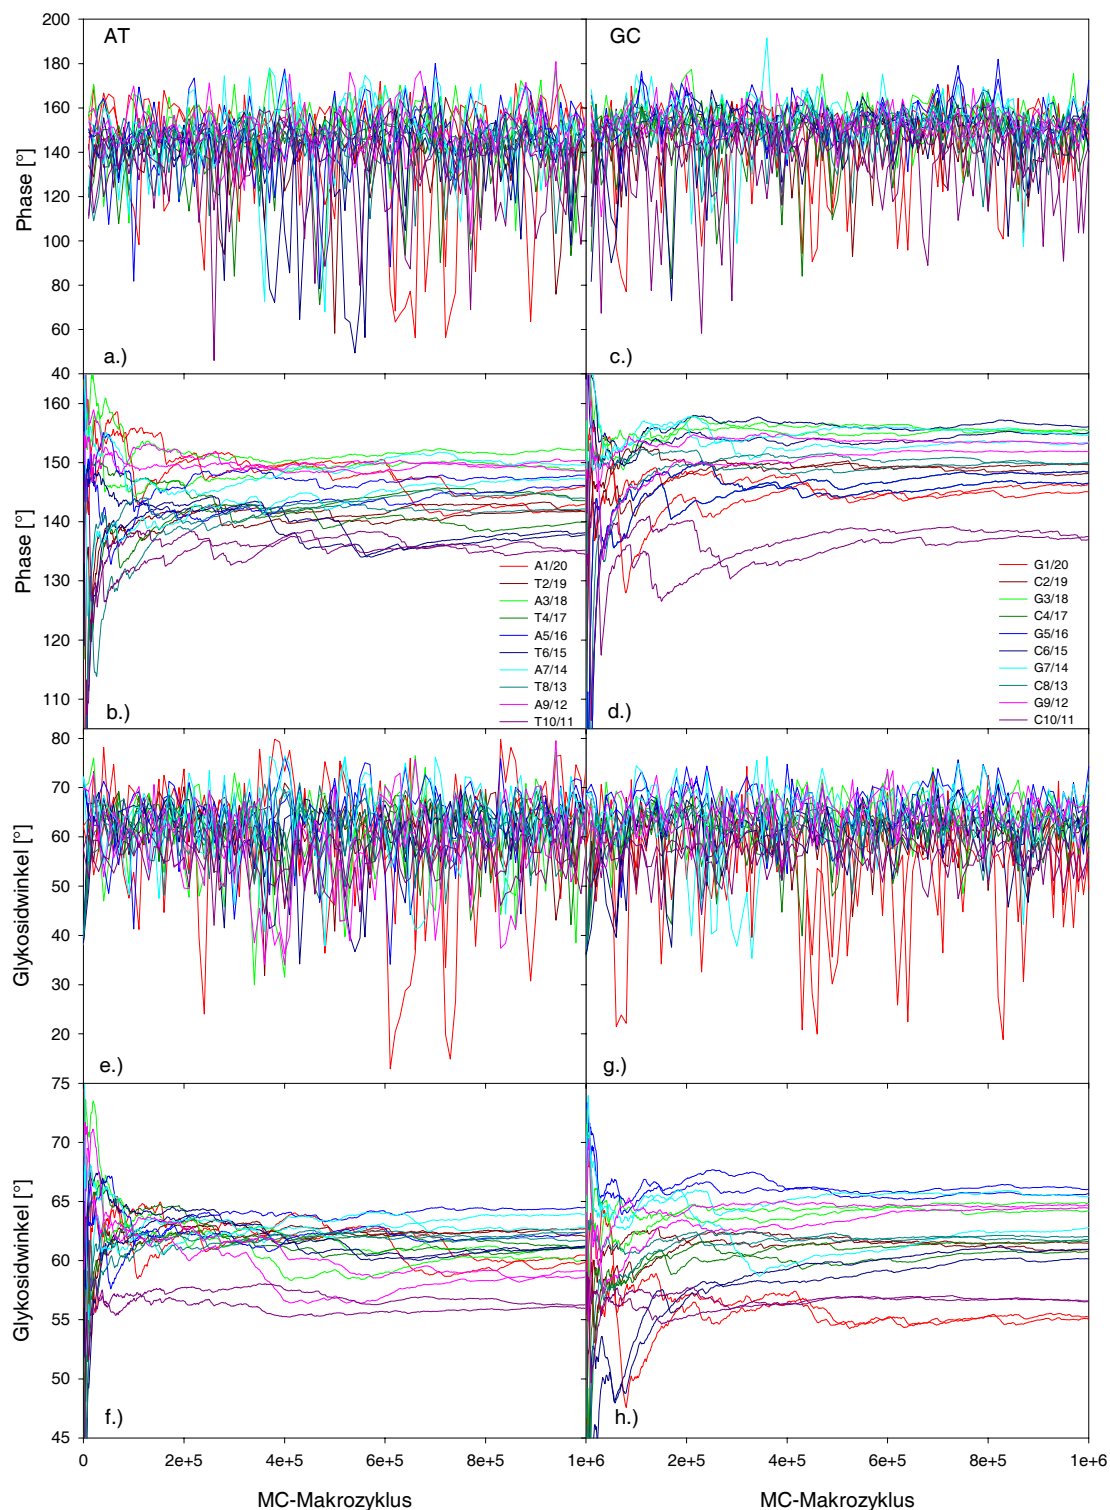 AT
GC
200
180
160
140
120
100
80
60
40
Phase [°]
a.)
c.)
160
150
140
130
120
110
Phase [°]
b.)
d.)
A1/20
T2/19
A3/18
T4/17
A5/16
T6/15
A7/14
T8/13
A9/12
T10/11
G1/20
C2/19
G3/18
C4/17
G5/16
C6/15
G7/14
C8/13
G9/12
C10/11
80
70
60
50
40
30
20
Glykosidwinkel [°]
e.)
g.)
75
70
65
60
55
50
45
Glykosidwinkel [°]
f.)
h.)
0 2e+5 4e+5 6e+5 8e+5 1e+6 2e+5 4e+5 6e+5 8e+5 1e+6
MC-Makrozyklus MC-Makrozyklus